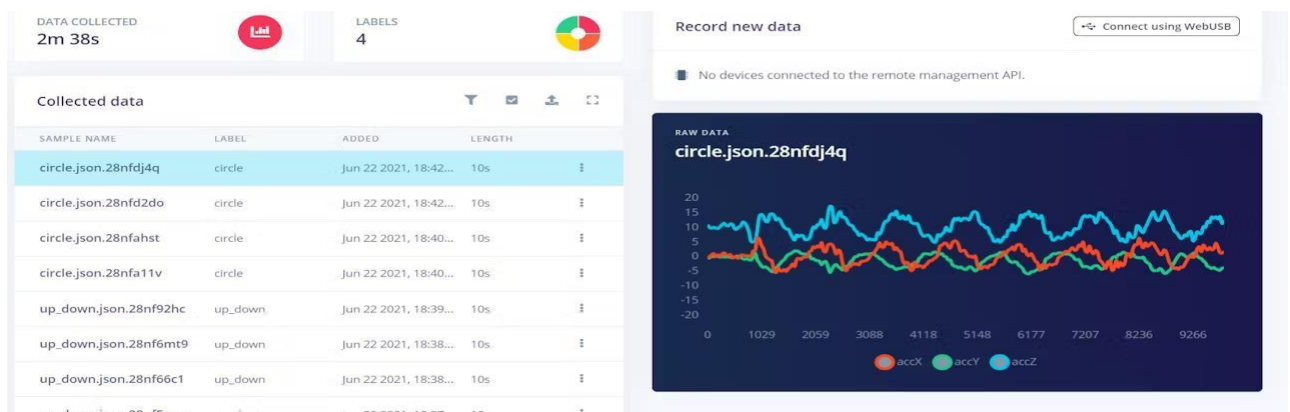 DATA COLLECTED
2m 38s
LABELS
4
Collected data
SAMPLE NAME LABEL ADDED LENGTH
circle.json.28nfdj4q circle Jun 22 2021, 18:42... 10s
circle.json.28nfd2do circle Jun 22 2021, 18:42... 10s
circle.json.28nfahst circle Jun 22 2021, 18:40... 10s
circle.json.28nfa11v circle Jun 22 2021, 18:40... 10s
up_down.json.28nf92hc up_down Jun 22 2021, 18:39... 10s
up_down.json.28nf6mt9 up_down Jun 22 2021, 18:38... 10s
up_down.json.28nf66c1 up_down Jun 22 2021, 18:38... 10s
Record new data
Connect using WebUSB
No devices connected to the remote management API.
RAW DATA
circle.json.28nfdj4q
20
15
10
5
0
-5
-10
-15
-20
0 1029 2059 3088 4118 5148 6177 7207 8236 9266
accX accY accZ